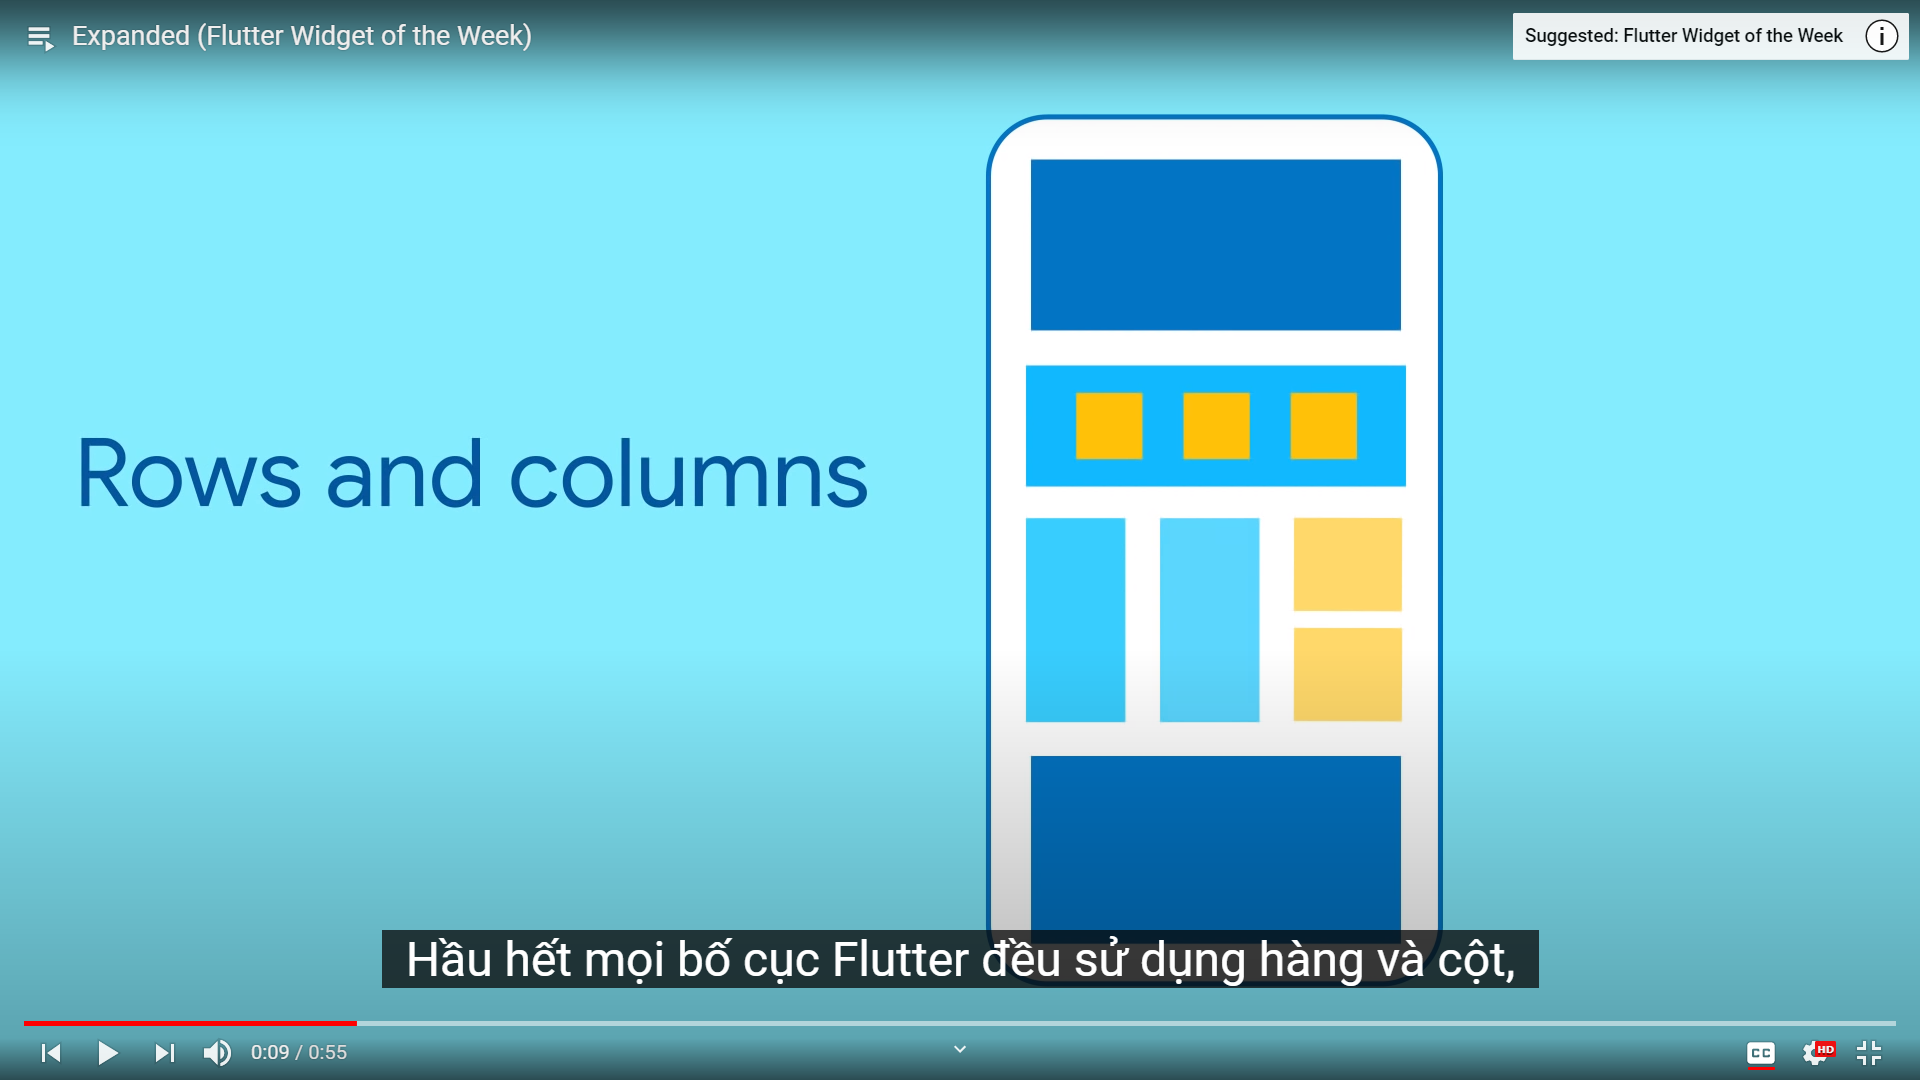 Expanded (Flutter Widget of the Week)
Suggested: Flutter Widget of the Week
Rows and columns
Hầu hết mọi bố cục Flutter đều sử dụng hàng và cột,
0:09 / 0:55
CC
HD